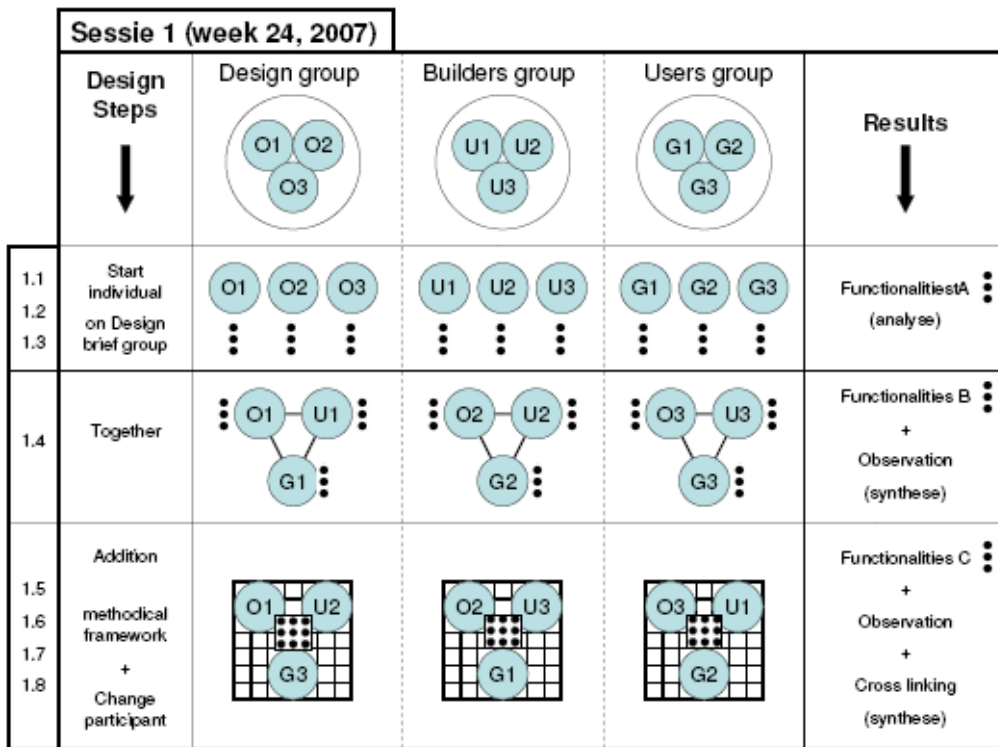 Sessie 1 (week 24, 2007)
Design
Steps
Design group
Builders group
Users group
Results
O1 O2
O3
U1 U2
U3
G1 G2
G3
1.1
1.2
1.3
Start
individual
on Design
brief group
O1 O2 O3
U1 U2 U3
G1 G2 G3
FunctionalitiestA
(analyse)
1.4
Together
O1 U1
G1
O2 U2
G2
O3 U3
G3
Functionalities B
+
Observation
(synthese)
1.5
1.6
1.7
1.8
Addition
methodical
framework
+
Change
participant
O1 U2
G3
O2 U3
G1
O3 U1
G2
Functionalities C
+
Observation
+
Cross linking
(synthese)